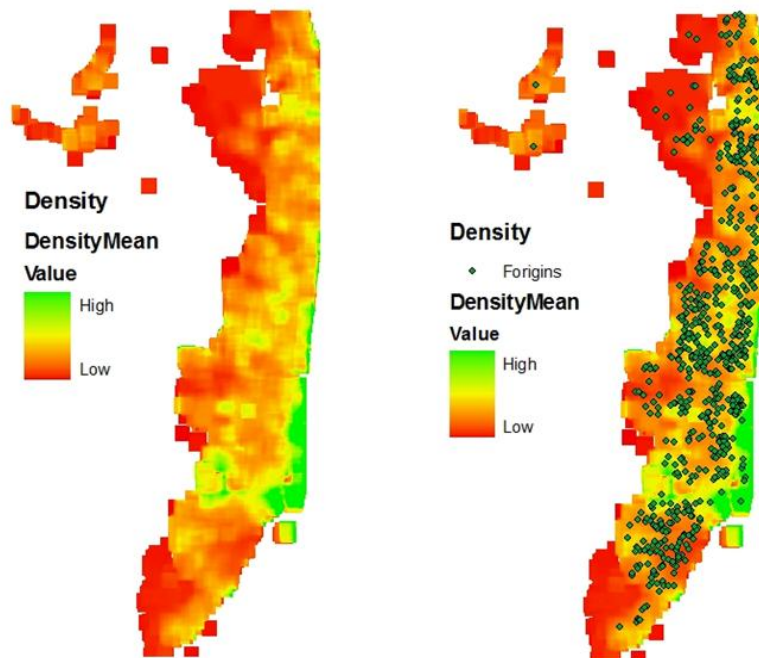 Density
DensityMean
Value
High
Low
Density
Forigins
DensityMean
Value
High
Low